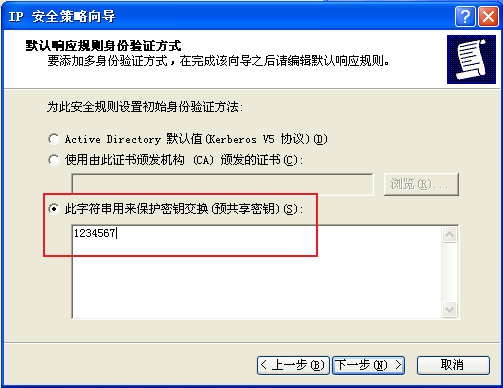 IP 安全策略向导
默认响应规则身份验证方式
要添加多身份验证方式，在完成该向导之后请编辑默认响应规则。
为此安全规则设置初始身份验证方法:
Active Directory 默认值(Kerberos V5 协议)(D)
使用由此证书颁发机构 (CA) 颁发的证书(C):
浏览(R)...
此字符串用来保护密钥交换(预共享密钥)(S):
1234567
< 上一步(B) 下一步(N) > 取消